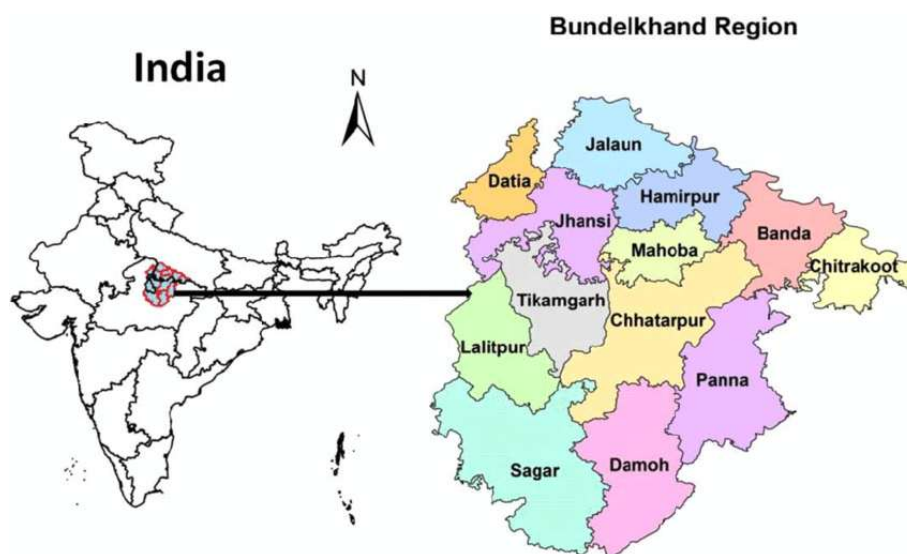 Bundelkhand Region
India
N
Jalaun
Datia
Hamirpur
Jhansi
Banda
Mahoba
Chitrakoot
Tikamgarh
Chhatarpur
Lalitpur
Panna
Sagar
Damoh